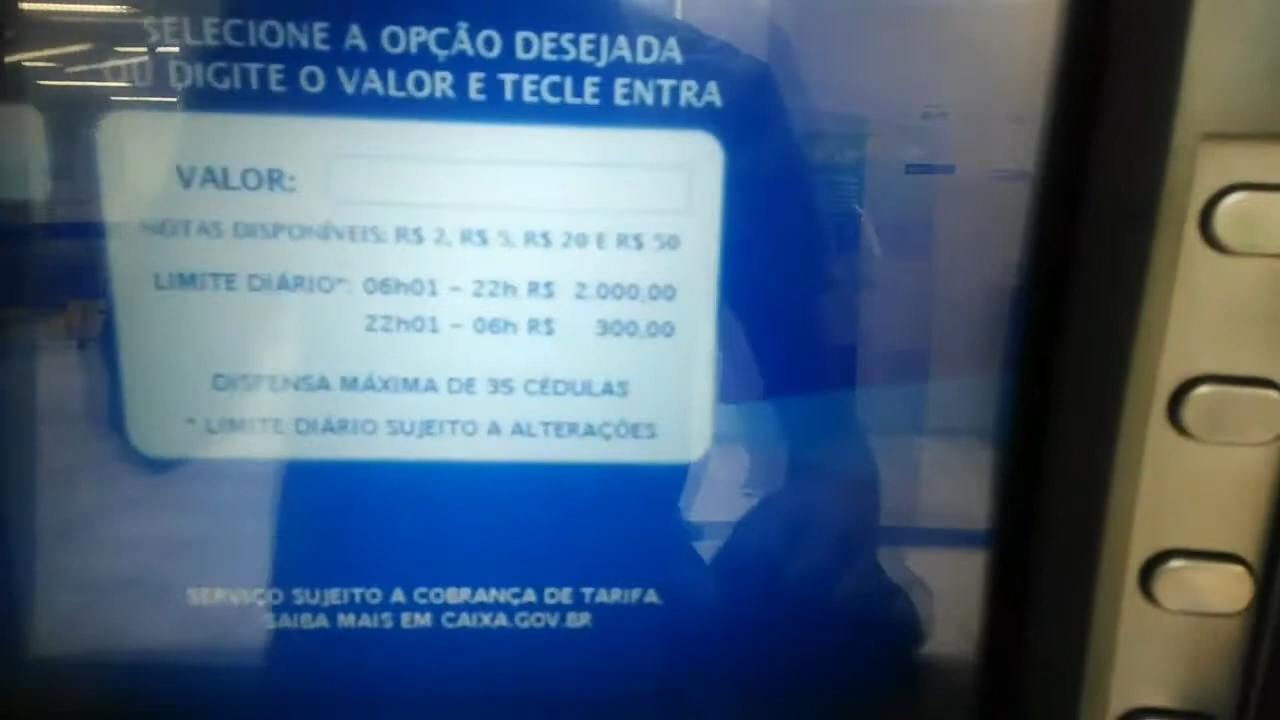 SELECIONE A OPÇÃO DESEJADA
OU DIGITE O VALOR E TECLE ENTRA
VALOR:
NOTAS DISPONÍVEIS: R$ 2, R$ 5, R$ 20 E R$ 50
LIMITE DIÁRIO*: 06h01 - 22h R$ 2.000,00
22h01 - 06h R$ 300,00
DISPENSA MÁXIMA DE 35 CÉDULAS
* LIMITE DIÁRIO SUJEITO A ALTERAÇÕES
SERVIÇO SUJEITO A COBRANÇA DE TARIFA.
SAIBA MAIS EM CAIXA.GOV.BR